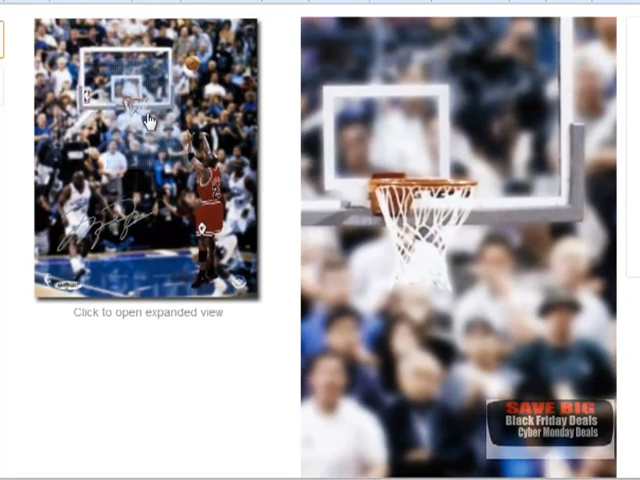 Click to open expanded view
SAVE BIG
Black Friday Deals
Cyber Monday Deals